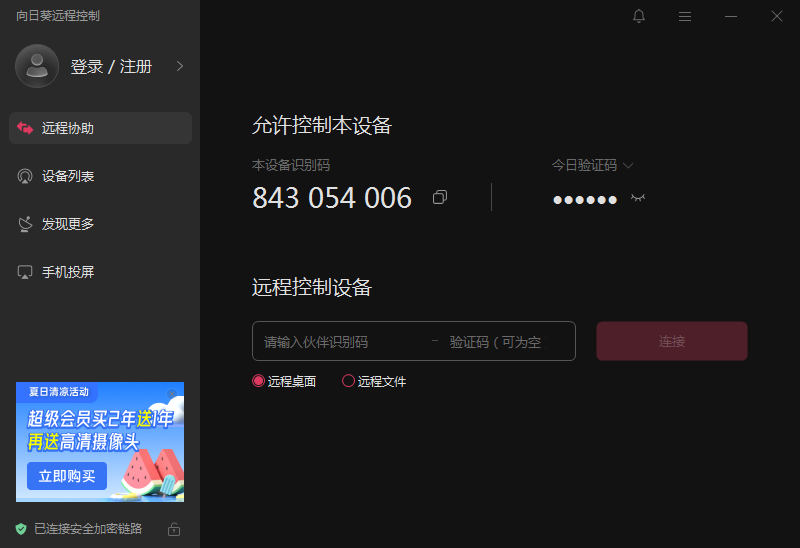 向日葵远程控制
登录 / 注册
远程协助
设备列表
发现更多
手机投屏
夏日清凉活动
超级会员买2年送1年
再送高清摄像头
立即购买
已连接安全加密链路
允许控制本设备
本设备识别码
843 054 006
今日验证码
••••••
远程控制设备
请输入伙伴识别码 – 验证码（可为空
连接
远程桌面 远程文件